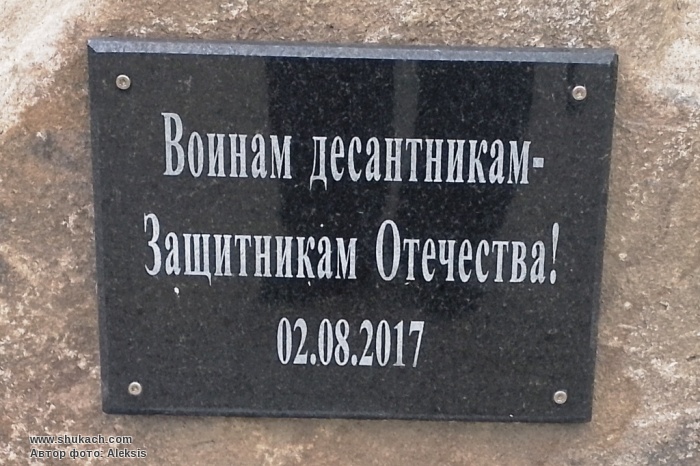 Воинам десантникам-
Защитникам Отечества!
02.08.2017
www.shukach.com
Автор фото: Aleksis